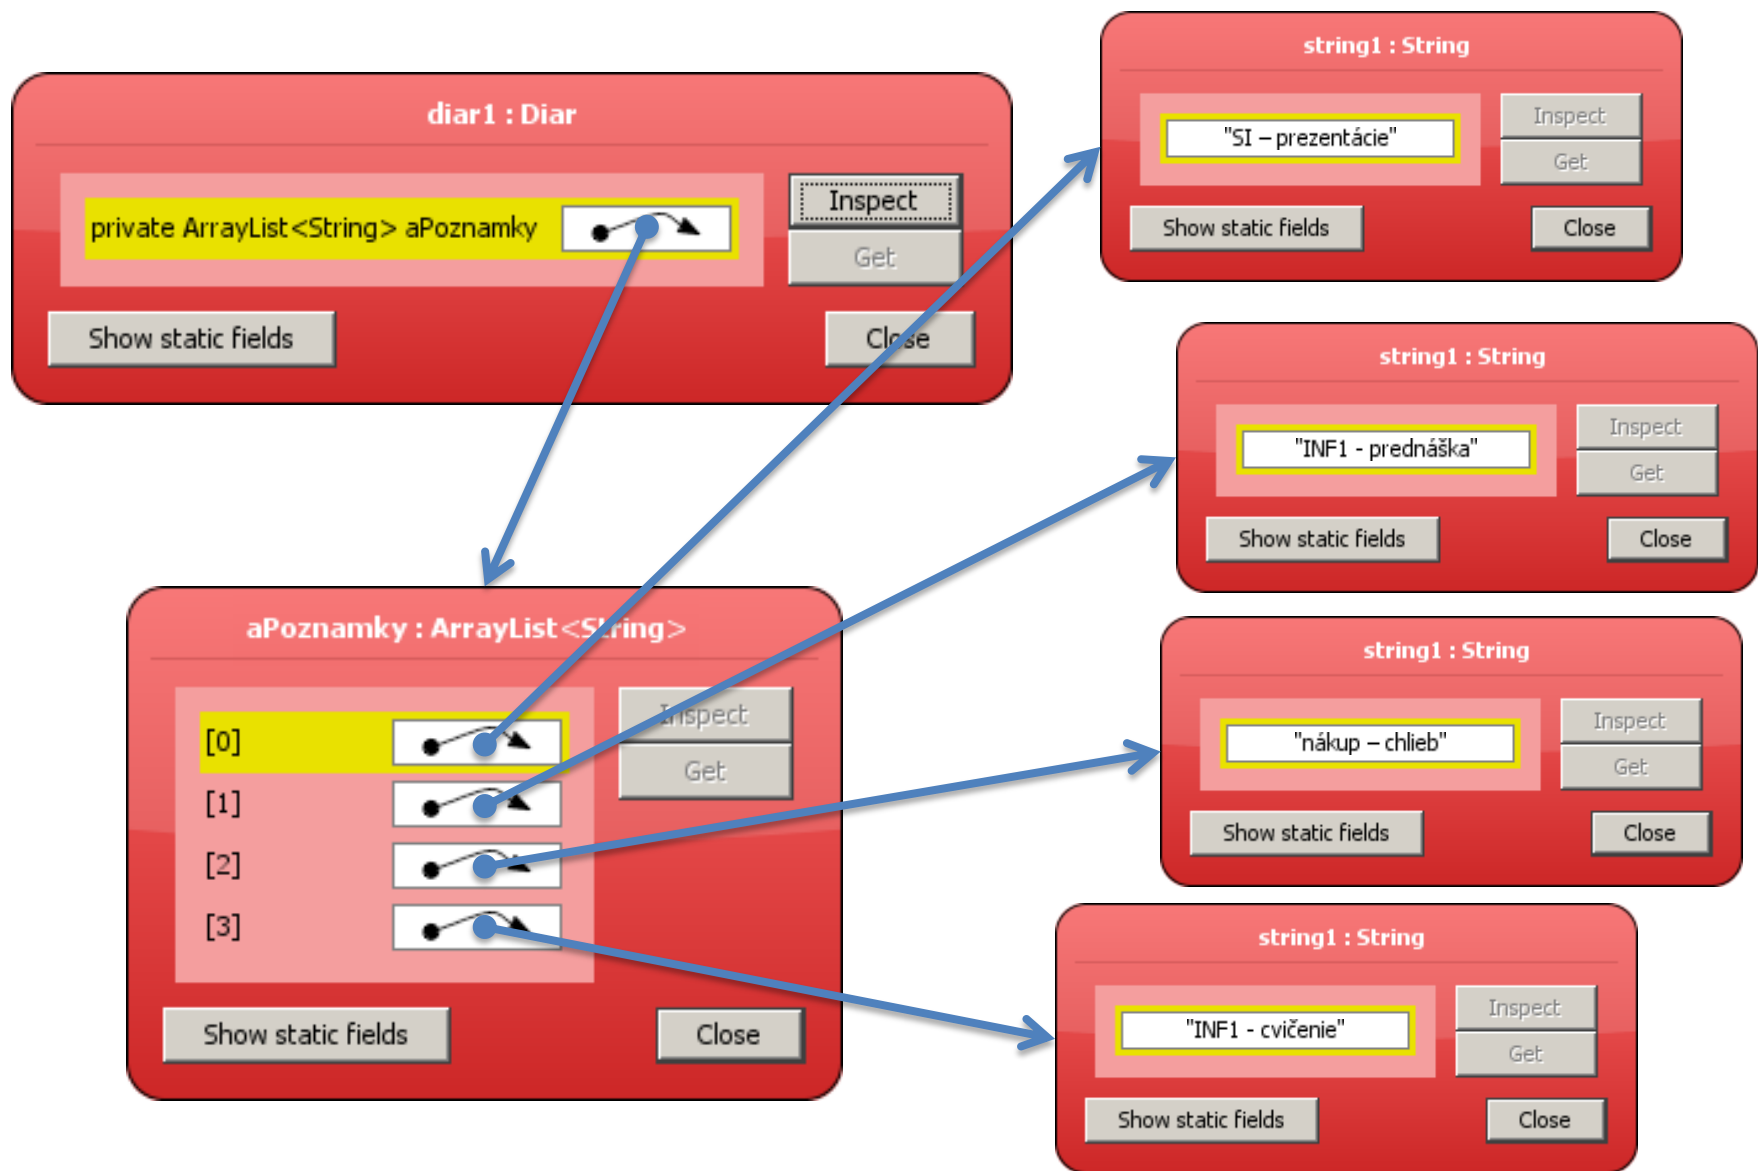 diar1 : Diar
private ArrayList<String> aPoznamky
Inspect
Get
Show static fields
Close
aPoznamky : ArrayList<String>
[0]
[1]
[2]
[3]
Inspect
Get
Show static fields
Close
string1 : String
"SI – prezentácie"
Inspect
Get
Show static fields
Close
string1 : String
"INF1 - prednáška"
Inspect
Get
Show static fields
Close
string1 : String
"nákup – chlieb"
Inspect
Get
Show static fields
Close
string1 : String
"INF1 - cvičenie"
Inspect
Get
Show static fields
Close